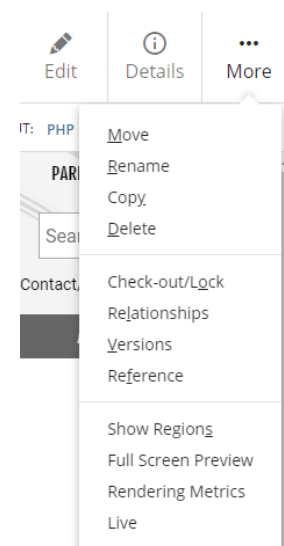 Edit Details More
PHP
Move
Rename
Copy
Delete
Contact/
Check-out/Lock
Relationships
Versions
Reference
Show Regions
Full Screen Preview
Rendering Metrics
Live